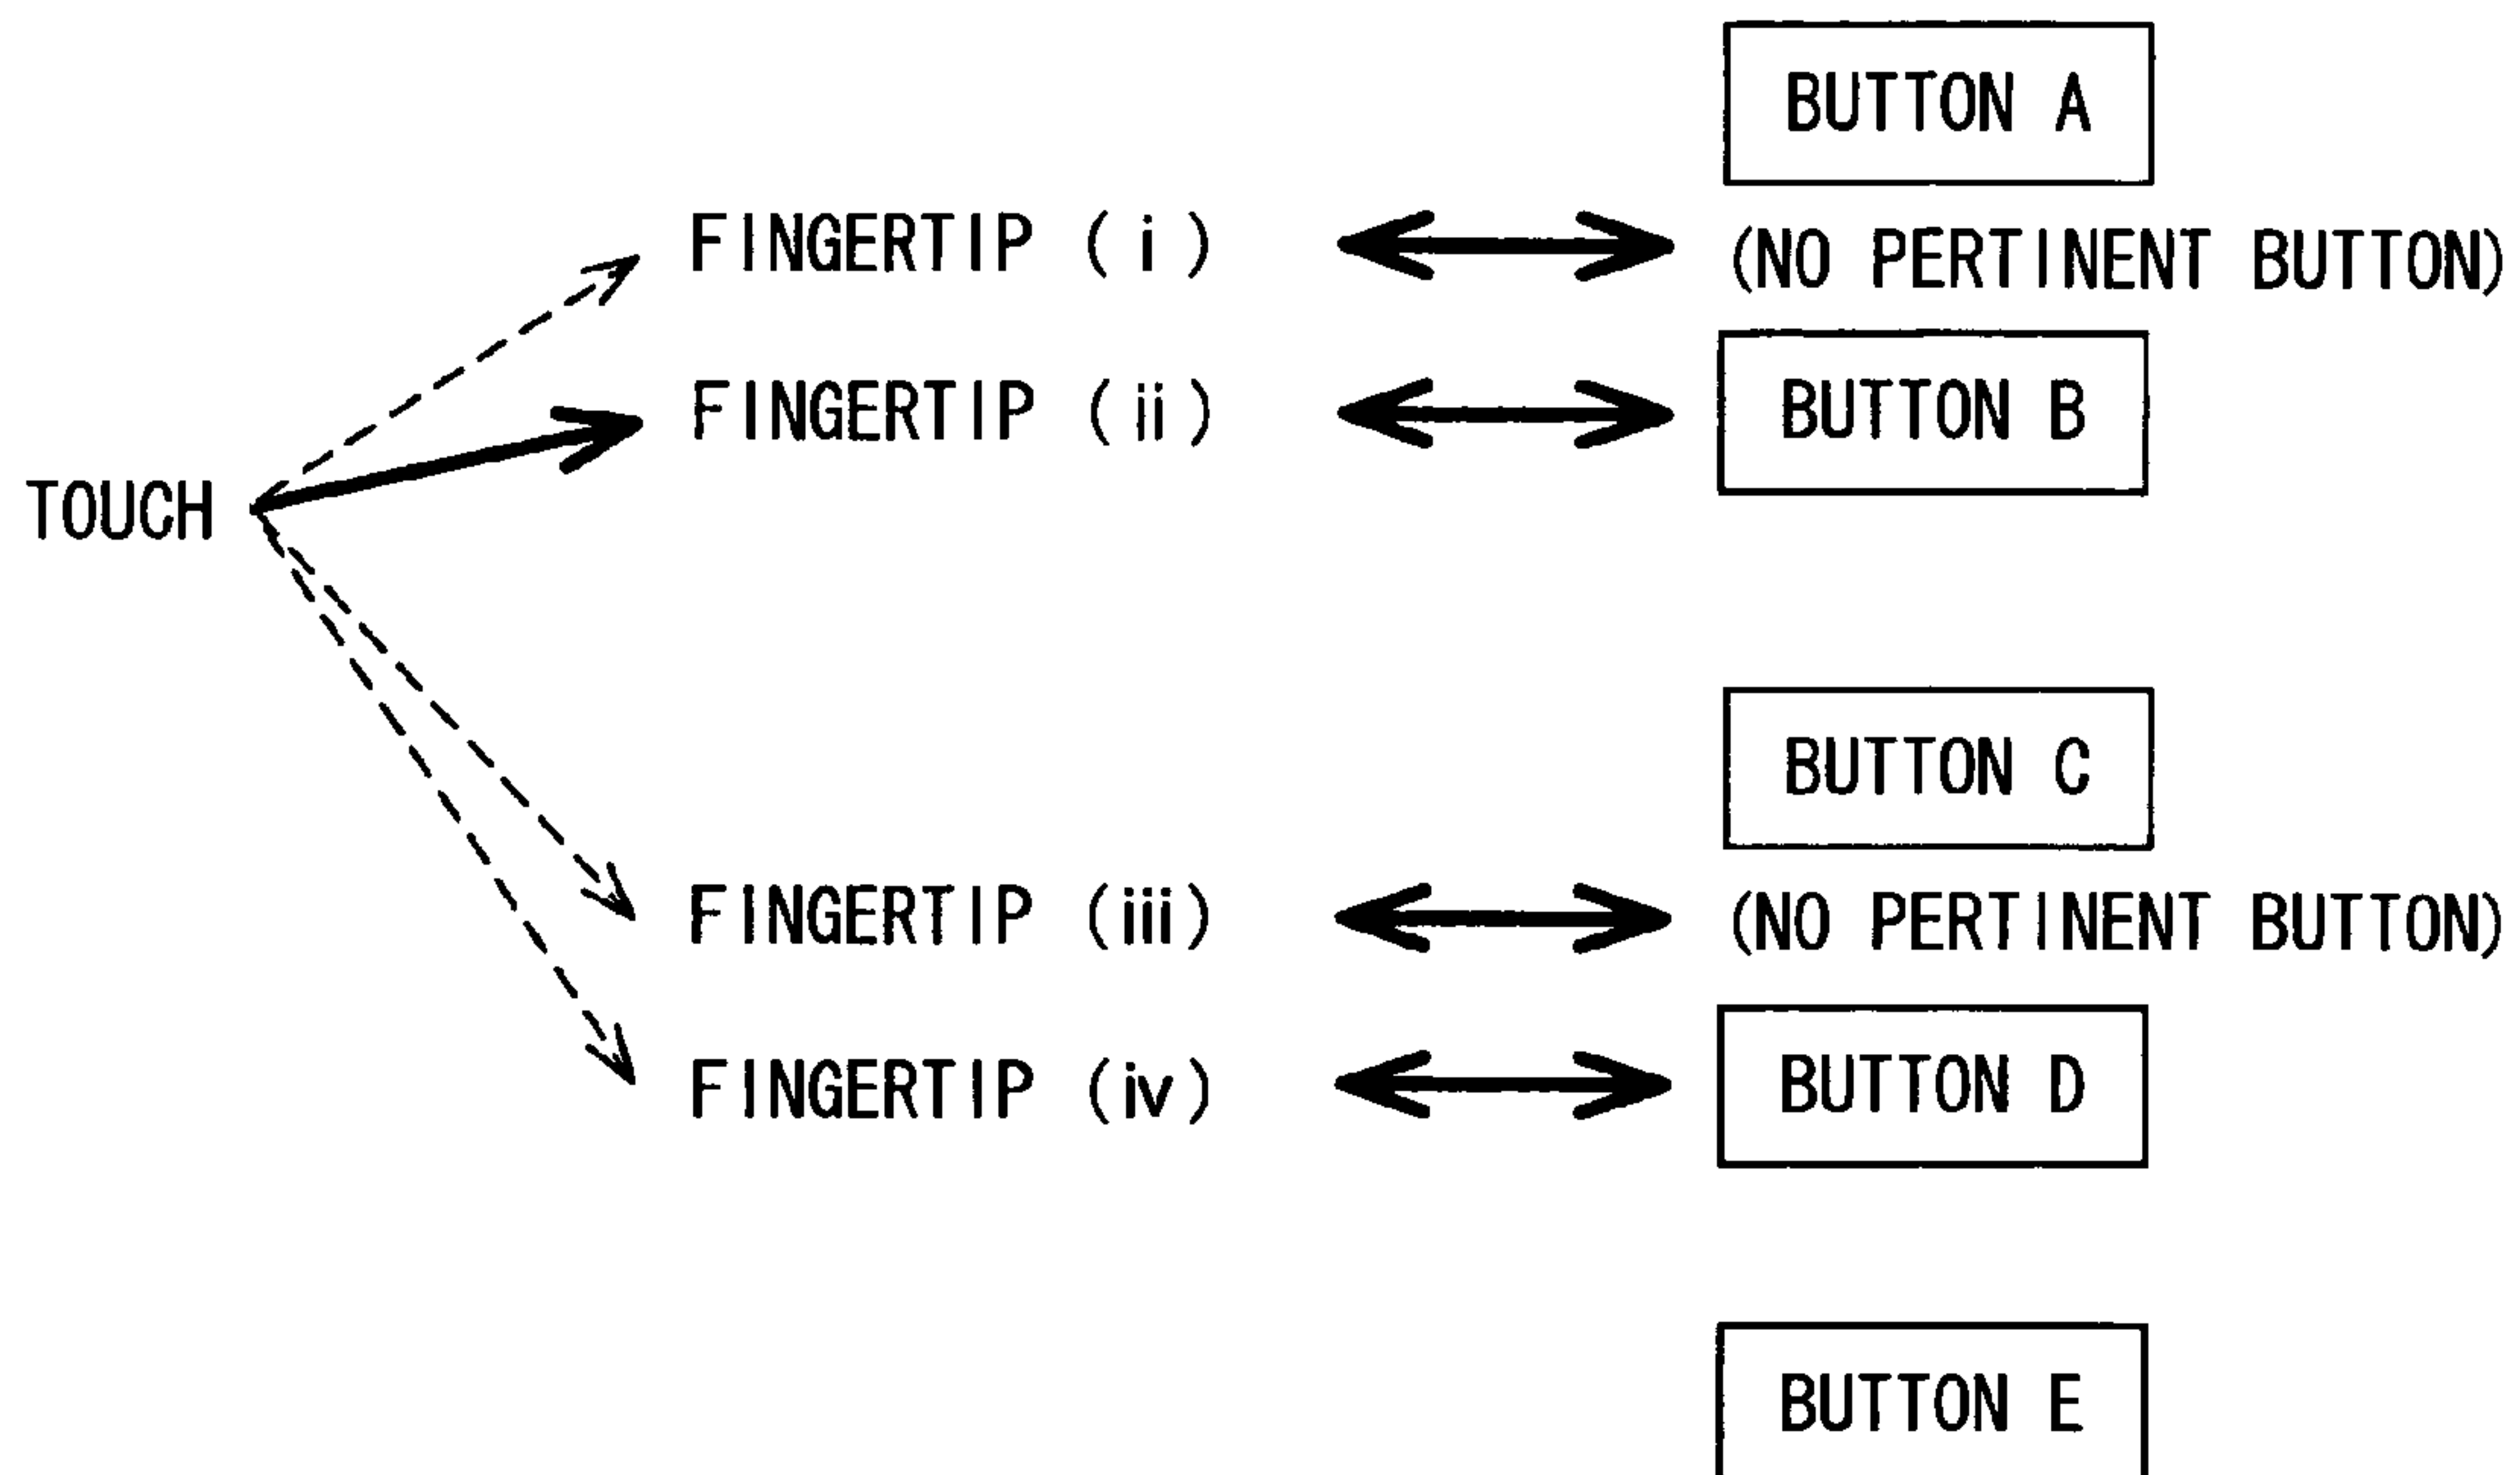 BUTTON A
FINGERTIP (i) (NO PERTINENT BUTTON)
FINGERTIP (ii) BUTTON B
TOUCH
BUTTON C
FINGERTIP (iii) (NO PERTINENT BUTTON)
FINGERTIP (iv) BUTTON D
BUTTON E